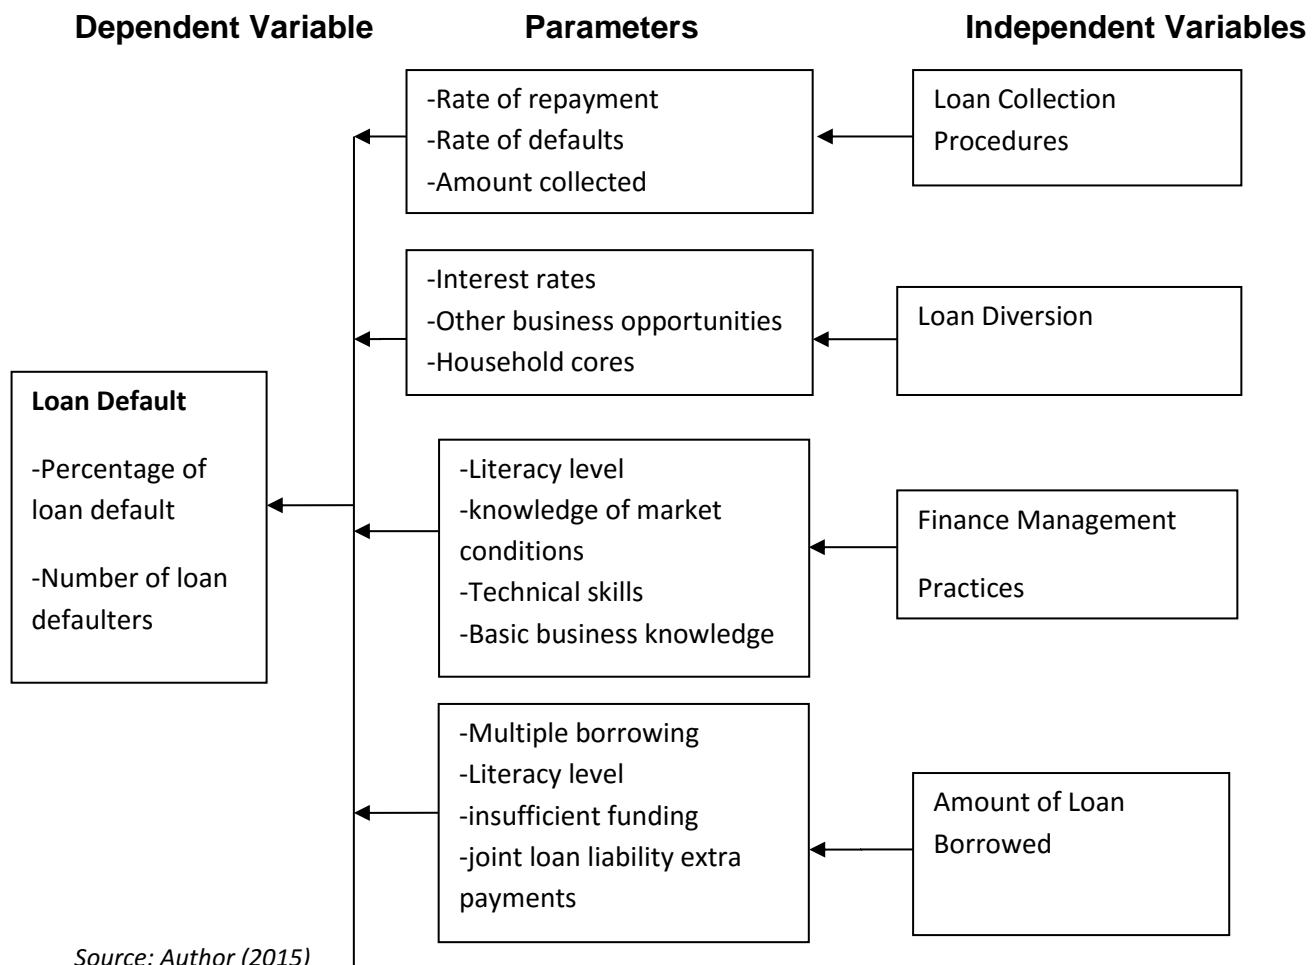 Dependent Variable
Parameters
Independent Variables
-Rate of repayment
-Rate of defaults
-Amount collected
Loan Collection
Procedures
-Interest rates
-Other business opportunities
-Household cores
Loan Diversion
Loan Default
-Percentage of
loan default
-Number of loan
defaulters
-Literacy level
-knowledge of market
conditions
-Technical skills
-Basic business knowledge
Finance Management
Practices
-Multiple borrowing
-Literacy level
-insufficient funding
-joint loan liability extra
payments
Amount of Loan
Borrowed
Source: Author (2015)